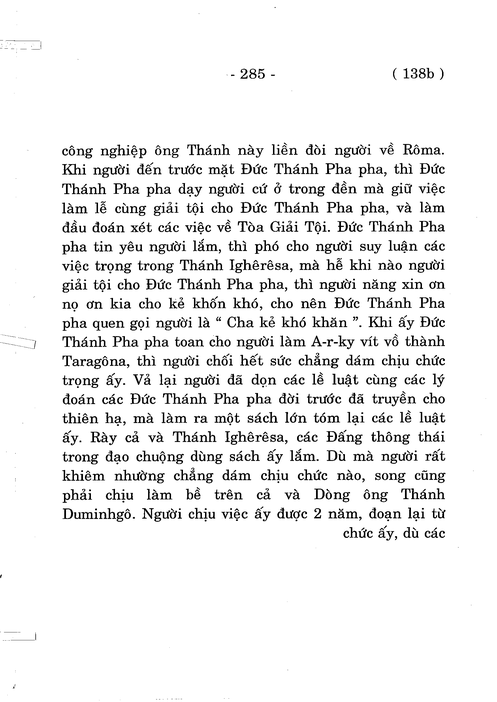 - 285 -
( 138b )
công nghiệp ông Thánh này liền đòi người về Rôma.
Khi người đến trước mặt Đức Thánh Pha pha, thì Đức
Thánh Pha pha dạy người cứ ở trong đền mà giữ việc
làm lễ cùng giải tội cho Đức Thánh Pha pha, và làm
đầu đoán xét các việc về Tòa Giải Tội. Đức Thánh Pha
pha tin yêu người lắm, thì phó cho người suy luận các
việc trọng trong Thánh Ighêrêsa, mà hễ khi nào người
giải tội cho Đức Thánh Pha pha, thì người năng xin ơn
nọ ơn kia cho kẻ khốn khó, cho nên Đức Thánh Pha
pha quen gọi người là “ Cha kẻ khó khăn ”. Khi ấy Đức
Thánh Pha pha toan cho người làm A-r-ky vít vồ thành
Taragôna, thì người chối hết sức chẳng dám chịu chức
trọng ấy. Vả lại người đã dọn các lề luật cùng các lý
đoán các Đức Thánh Pha pha đời trước đã truyền cho
thiên hạ, mà làm ra một sách lớn tóm lại các lề luật
ấy. Rày cả và Thánh Ighêrêsa, các Đấng thông thái
trong đạo chuộng dùng sách ấy lắm. Dù mà người rất
khiêm nhường chẳng dám chịu chức nào, song cũng
phải chịu làm bề trên cả và Dòng ông Thánh
Duminhgô. Người chịu việc ấy được 2 năm, đoạn lại từ
chức ấy, dù các